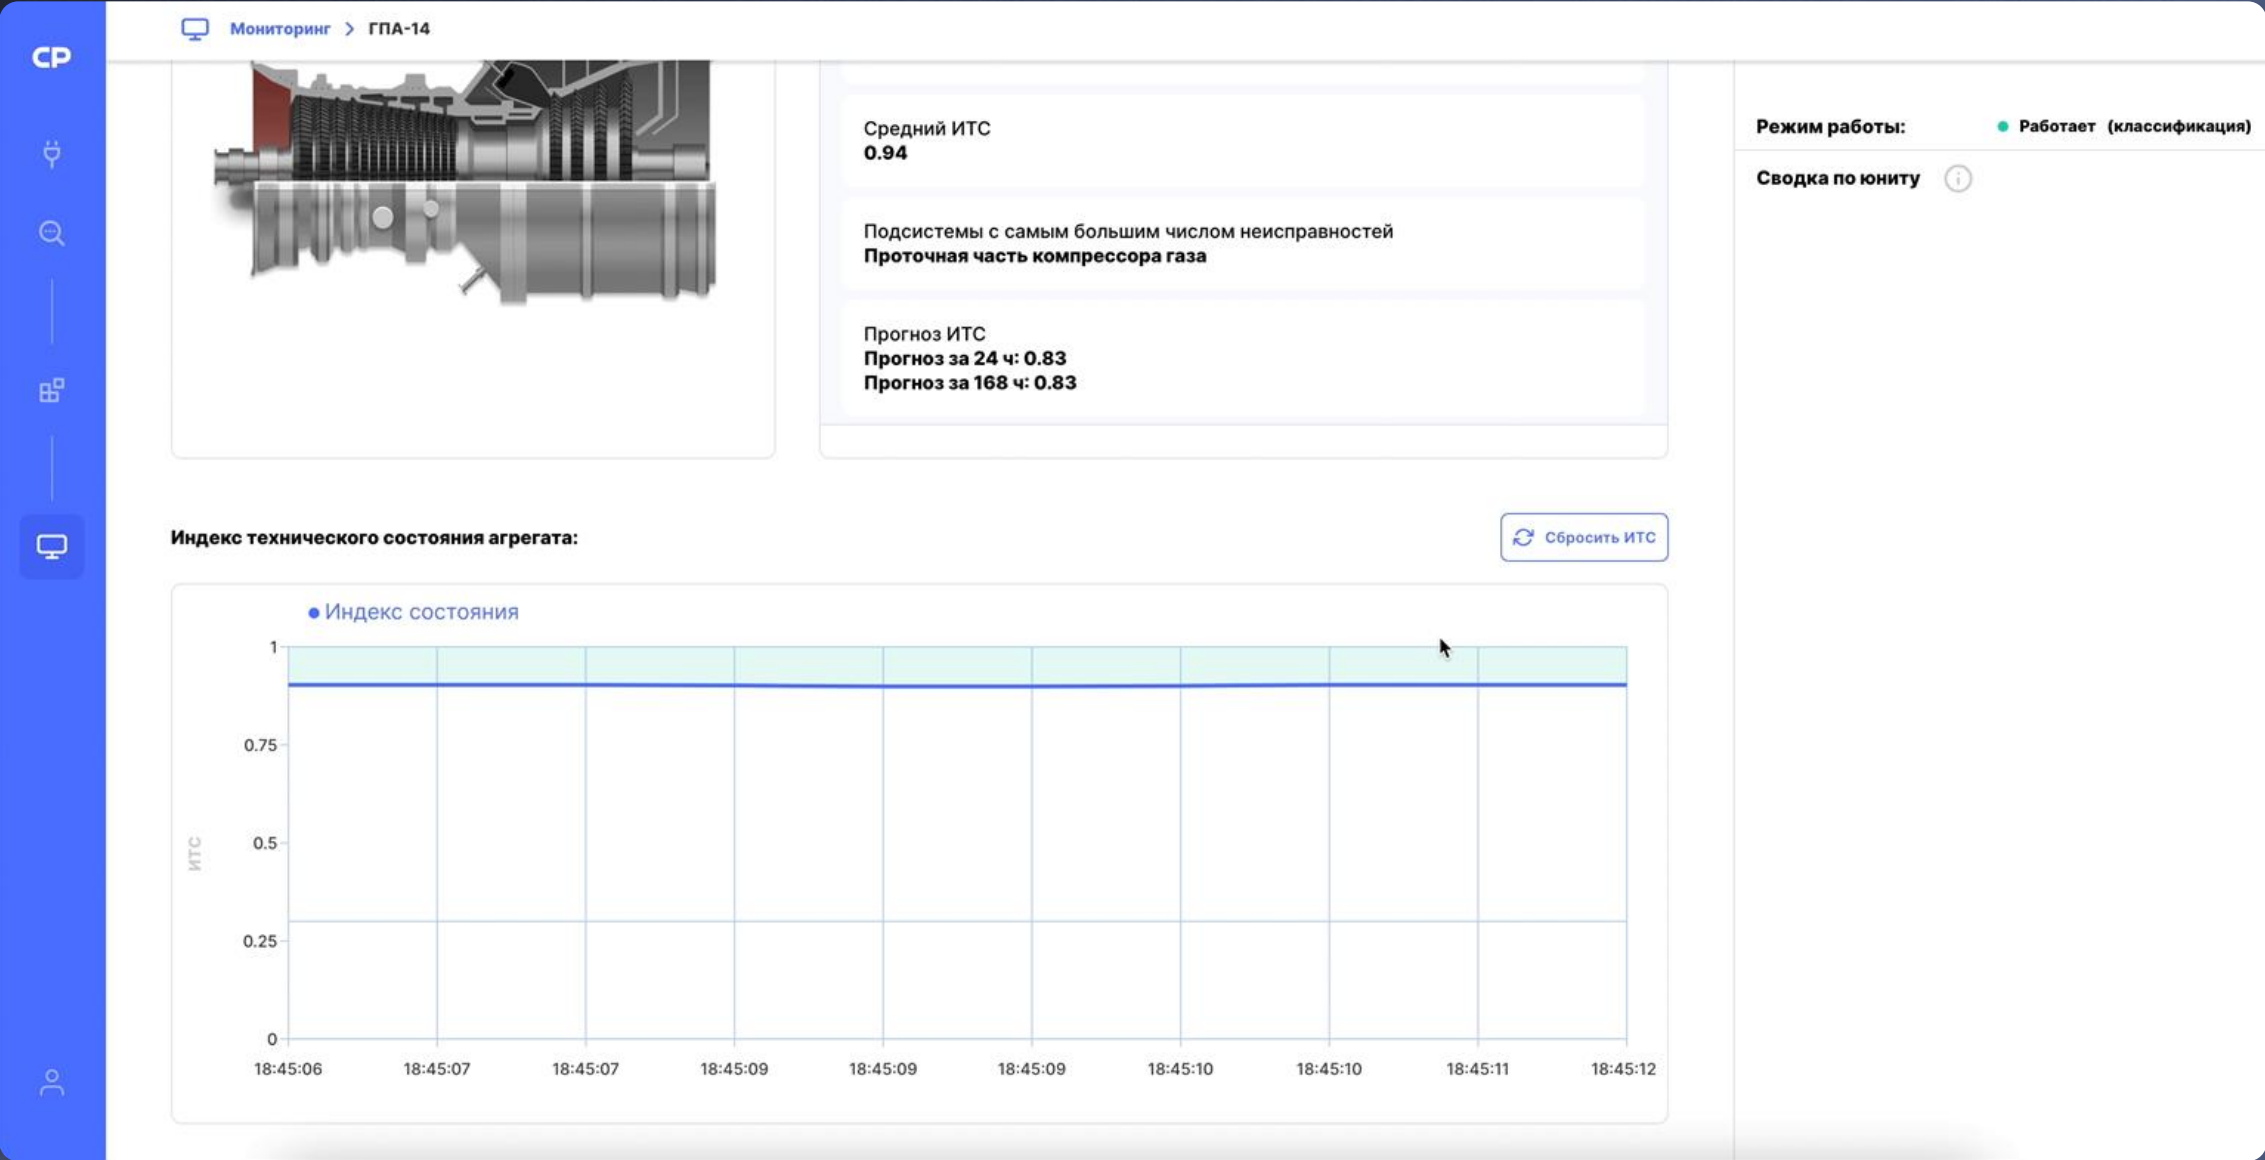 CP
Мониторинг > ГПА-14
Средний ИТС
0.94
Подсистемы с самым большим числом неисправностей
Проточная часть компрессора газа
Прогноз ИТС
Прогноз за 24 ч: 0.83
Прогноз за 168 ч: 0.83
Режим работы: Работает (классификация)
Сводка по юниту
Индекс технического состояния агрегата:
Сбросить ИТС
Индекс состояния
1
0.75
0.5
0.25
0
ИТС
18:45:06 18:45:07 18:45:07 18:45:09 18:45:09 18:45:09 18:45:10 18:45:10 18:45:11 18:45:12